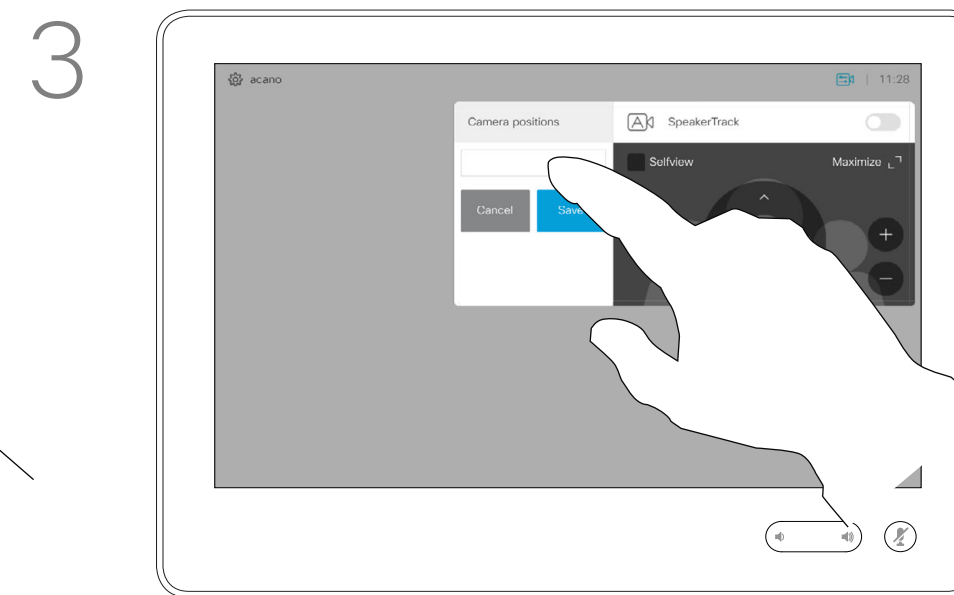 3
acano
11:28
Camera positions
SpeakerTrack
Selfview
Maximize
Cancel
Save